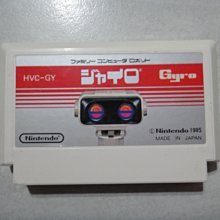 ファミリー コンピュータ ロボット
HVC-GY
ジャイロ
Gyro
Nintendo
© Nintendo 1985
MADE IN JAPAN
Nintendo